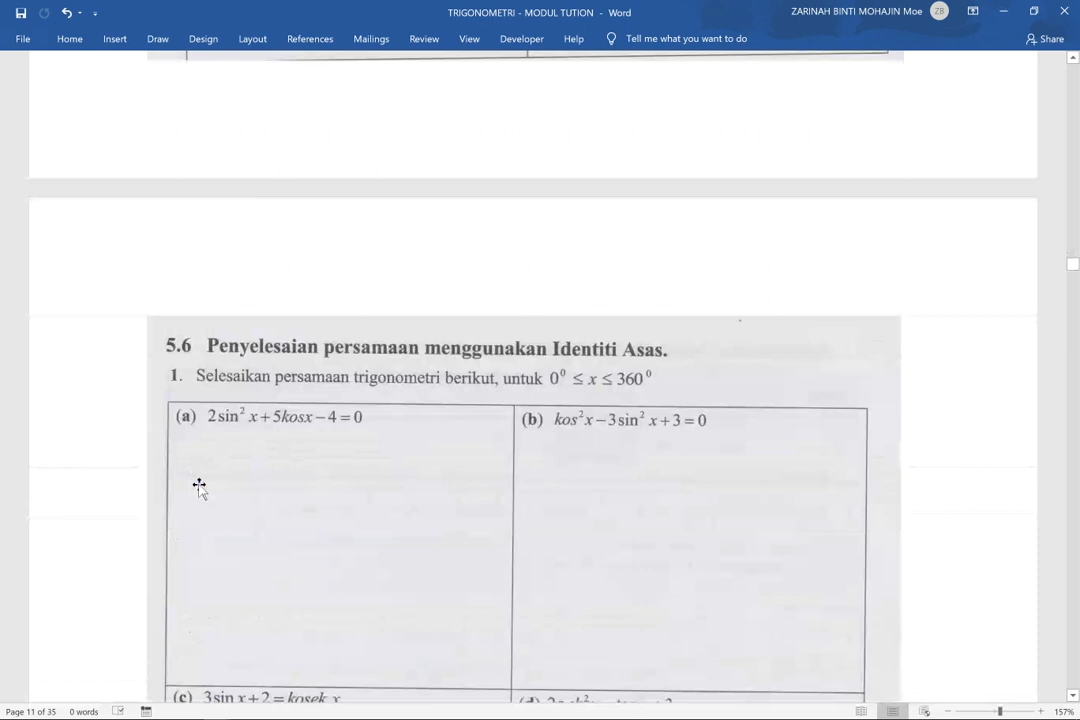 TRIGONOMETRI - MODUL TUTION - Word
ZARINAH BINTI MOHAJIN Moe
ZB
File Home Insert Draw Design Layout References Mailings Review View Developer Help Tell me what you want to do Share
5.6 Penyelesaian persamaan menggunakan Identiti Asas.
1. Selesaikan persamaan trigonometri berikut, untuk 0⁰ ≤ x ≤ 360⁰
(a) 2sin² x + 5kosx − 4 = 0
(b) kos²x − 3sin² x + 3 = 0
(c) 3sin x + 2 = kosek x
Page 11 of 35 0 words
157%